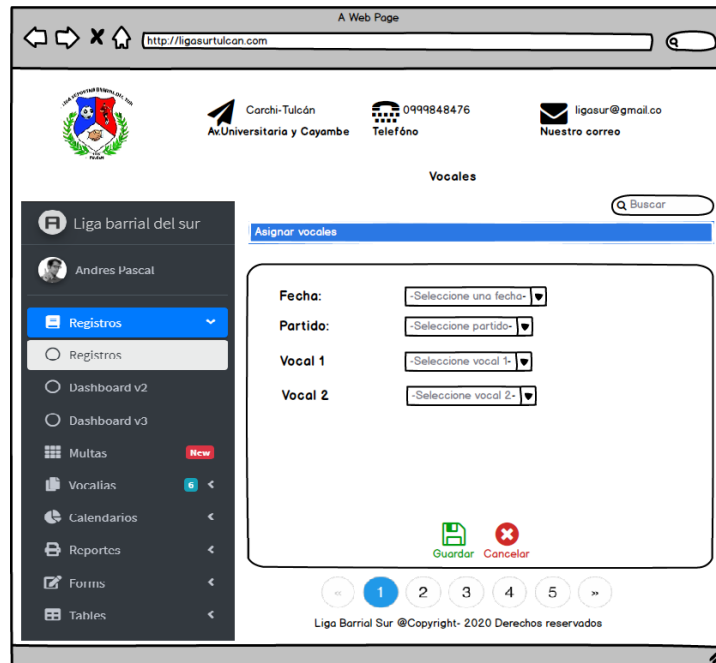 A Web Page
http://ligasurtulcan.com
Carchi-Tulcán
Av.Universitaria y Cayambe
0999848476
Telefóno
ligasur@gmail.co
Nuestro correo
Vocales
Buscar
Liga barrial del sur
Asignar vocales
Andres Pascal
Registros
Registros
Dashboard v2
Dashboard v3
Multas New
Vocalias 6
Calendarios
Reportes
Forms
Tables
Fecha: -Seleccione una fecha-
Partido: -Seleccione partido-
Vocal 1 -Seleccione vocal 1-
Vocal 2 -Seleccione vocal 2-
Guardar Cancelar
« 1 2 3 4 5 »
Liga Barrial Sur @Copyright- 2020 Derechos reservados